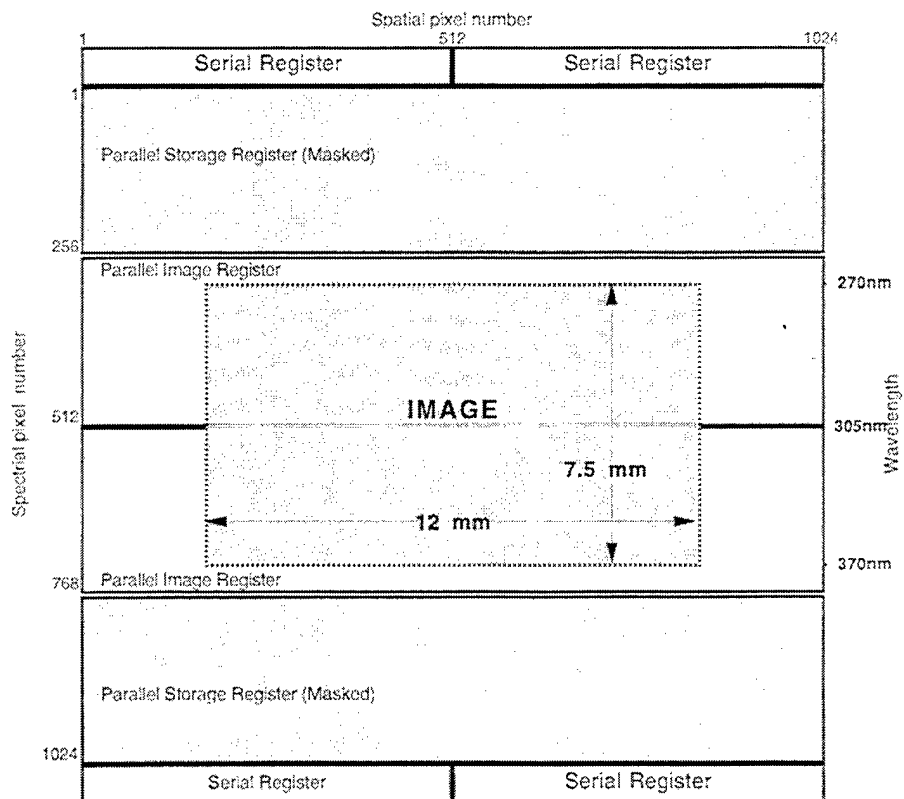 Spatial pixel number
1 512 1024
Serial Register Serial Register
1
Parallel Storage Register (Masked)
256
Parallel Image Register
270nm
IMAGE
512
305nm
7.5 mm
12 mm
Spectrial pixel number
Wavelength
370nm
768
Parallel Image Register
Parallel Storage Register (Masked)
1024
Serial Register Serial Register